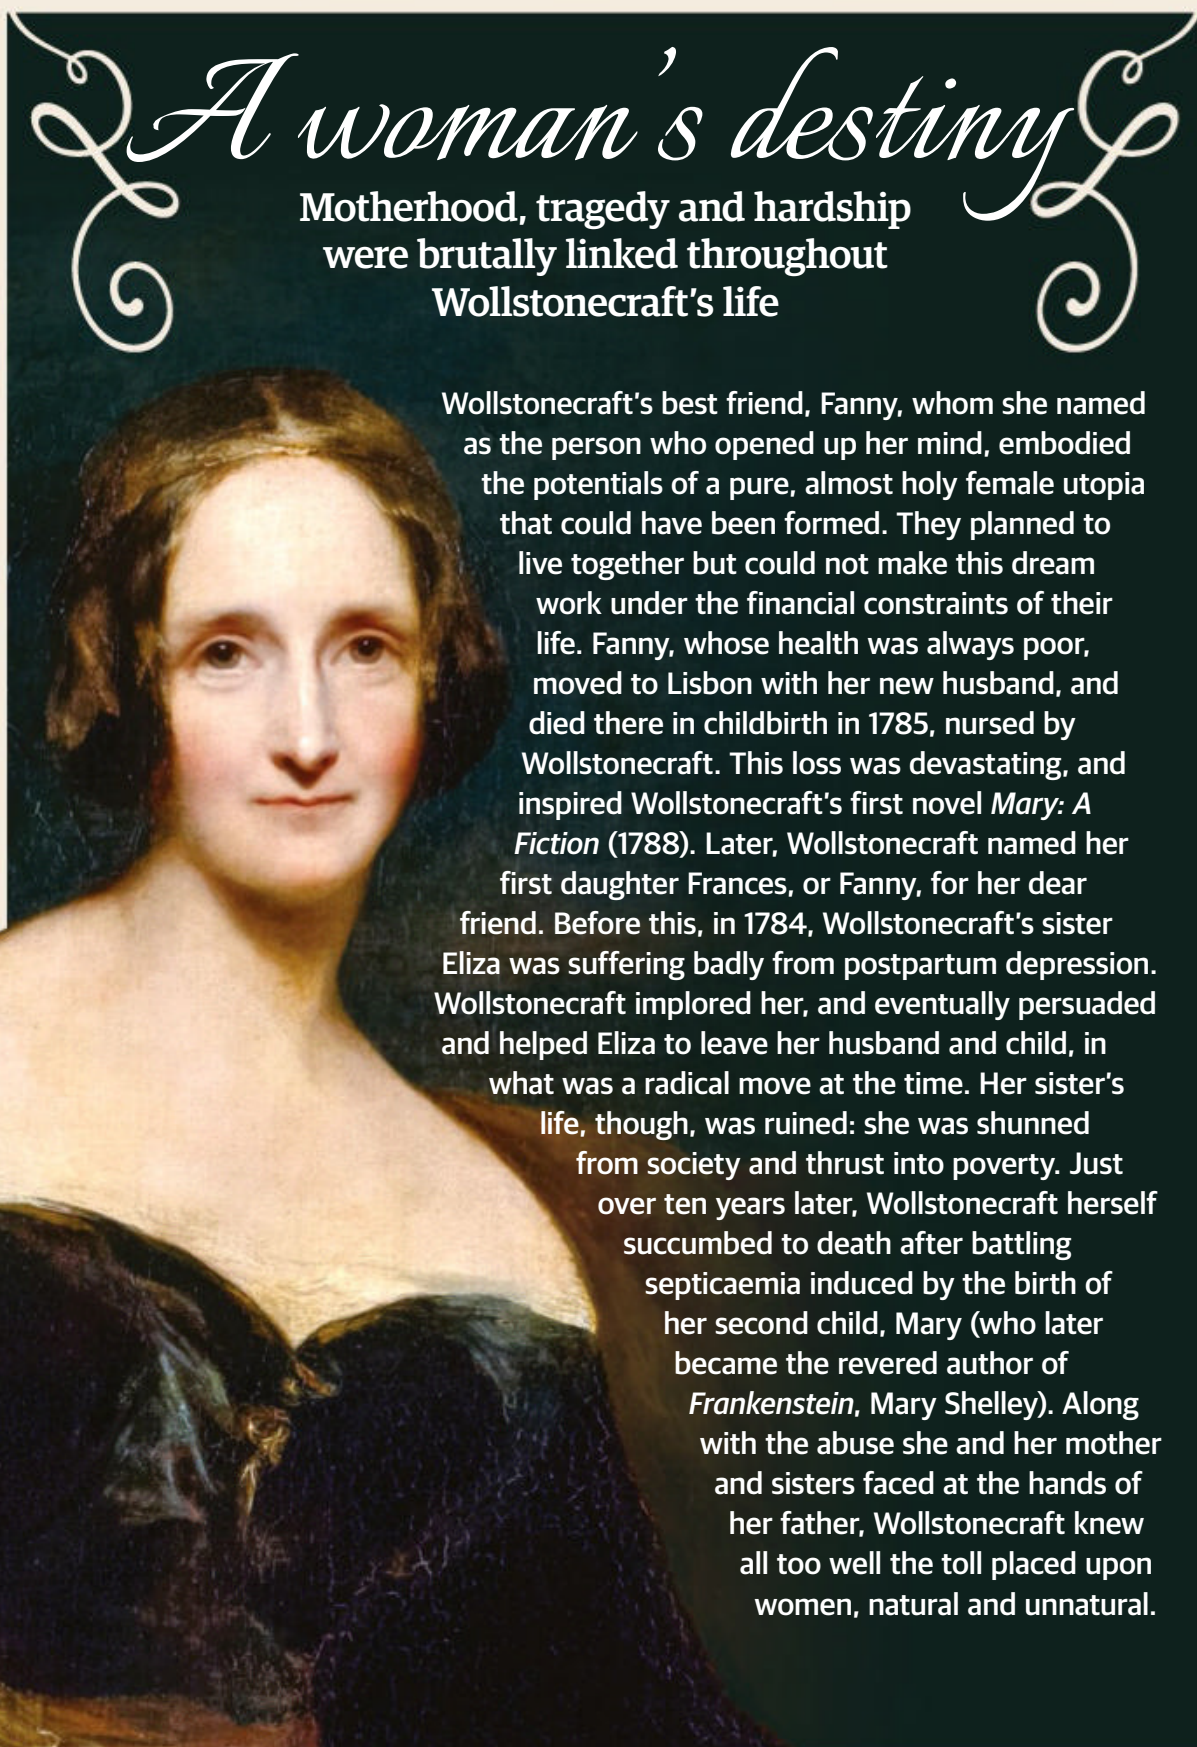 A woman's destiny
Motherhood, tragedy and hardship
were brutally linked throughout
Wollstonecraft's life
Wollstonecraft's best friend, Fanny, whom she named
as the person who opened up her mind, embodied
the potentials of a pure, almost holy female utopia
that could have been formed. They planned to
live together but could not make this dream
work under the financial constraints of their
life. Fanny, whose health was always poor,
moved to Lisbon with her new husband, and
died there in childbirth in 1785, nursed by
Wollstonecraft. This loss was devastating, and
inspired Wollstonecraft's first novel Mary: A
Fiction (1788). Later, Wollstonecraft named her
first daughter Frances, or Fanny, for her dear
friend. Before this, in 1784, Wollstonecraft's sister
Eliza was suffering badly from postpartum depression.
Wollstonecraft implored her, and eventually persuaded
and helped Eliza to leave her husband and child, in
what was a radical move at the time. Her sister's
life, though, was ruined: she was shunned
from society and thrust into poverty. Just
over ten years later, Wollstonecraft herself
succumbed to death after battling
septicaemia induced by the birth of
her second child, Mary (who later
became the revered author of
Frankenstein, Mary Shelley). Along
with the abuse she and her mother
and sisters faced at the hands of
her father, Wollstonecraft knew
all too well the toll placed upon
women, natural and unnatural.